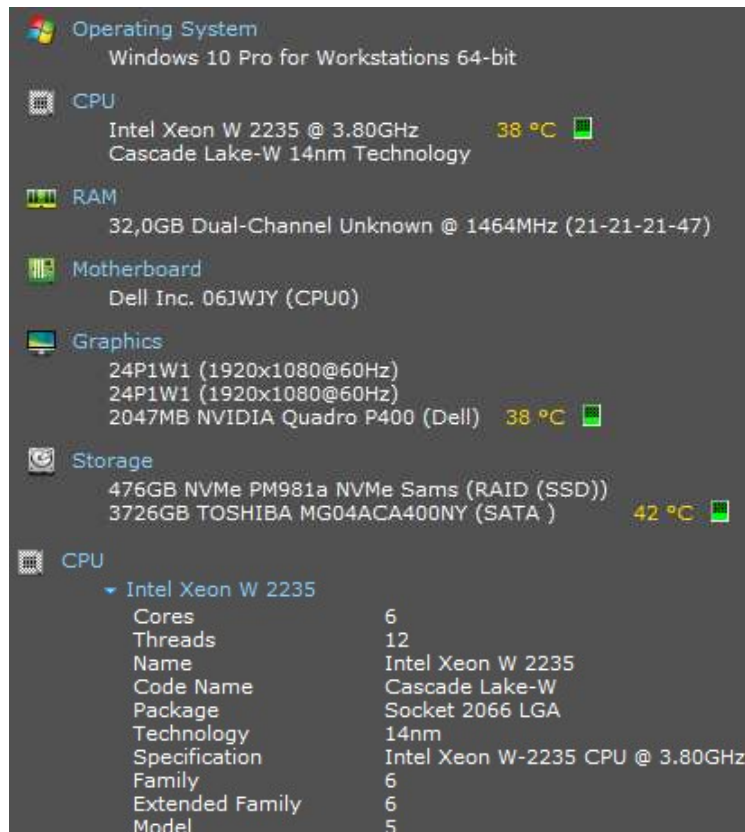 Operating System
Windows 10 Pro for Workstations 64-bit
CPU
Intel Xeon W 2235 @ 3.80GHz 38 °C
Cascade Lake-W 14nm Technology
RAM
32,0GB Dual-Channel Unknown @ 1464MHz (21-21-21-47)
Motherboard
Dell Inc. 06JWJY (CPU0)
Graphics
24P1W1 (1920x1080@60Hz)
24P1W1 (1920x1080@60Hz)
2047MB NVIDIA Quadro P400 (Dell) 38 °C
Storage
476GB NVMe PM981a NVMe Sams (RAID (SSD))
3726GB TOSHIBA MG04ACA400NY (SATA ) 42 °C
CPU
Intel Xeon W 2235
Cores 6
Threads 12
Name Intel Xeon W 2235
Code Name Cascade Lake-W
Package Socket 2066 LGA
Technology 14nm
Specification Intel Xeon W-2235 CPU @ 3.80GHz
Family 6
Extended Family 6
Model 5